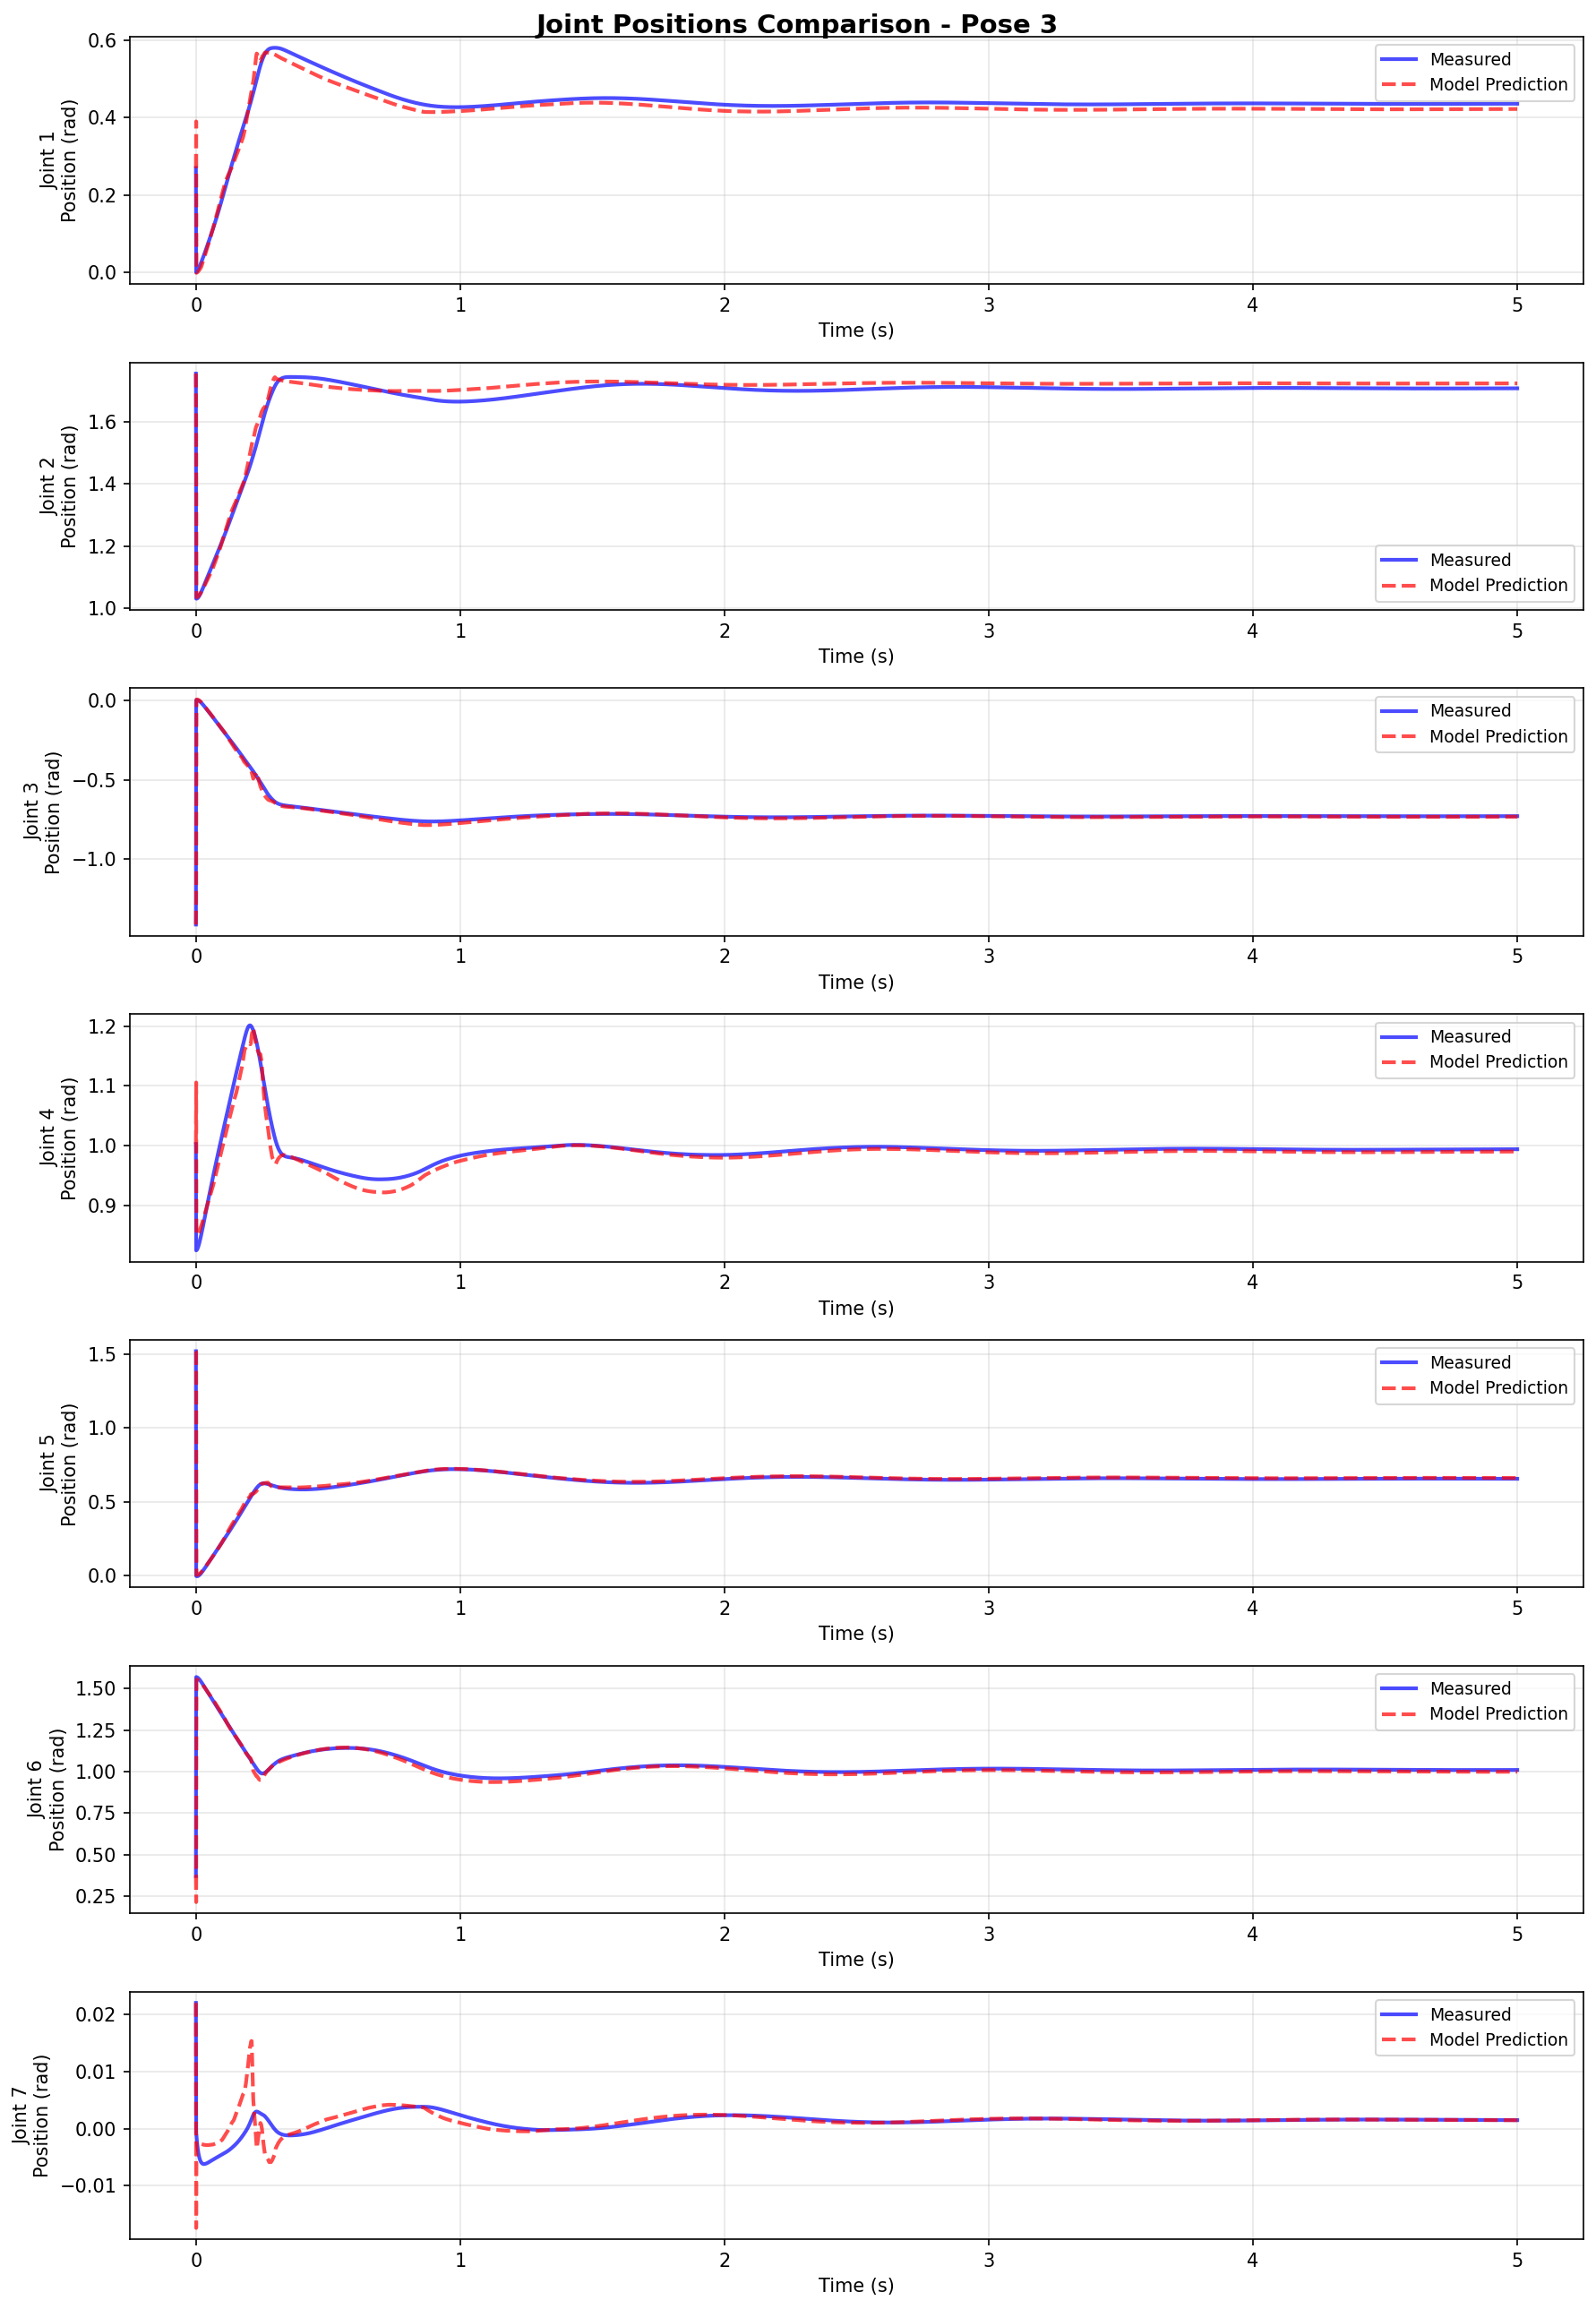 Joint Positions Comparison - Pose 3
0.6
0.4
0.2
0.0
Joint 1
Position (rad)
Measured
Model Prediction
0 1 2 3 4 5
Time (s)
1.6
1.4
1.2
1.0
Joint 2
Position (rad)
Measured
Model Prediction
0 1 2 3 4 5
Time (s)
0.0
−0.5
−1.0
Joint 3
Position (rad)
Measured
Model Prediction
0 1 2 3 4 5
Time (s)
1.2
1.1
1.0
0.9
Joint 4
Position (rad)
Measured
Model Prediction
0 1 2 3 4 5
Time (s)
1.5
1.0
0.5
0.0
Joint 5
Position (rad)
Measured
Model Prediction
0 1 2 3 4 5
Time (s)
1.50
1.25
1.00
0.75
0.50
0.25
Joint 6
Position (rad)
Measured
Model Prediction
0 1 2 3 4 5
Time (s)
0.02
0.01
0.00
−0.01
Joint 7
Position (rad)
Measured
Model Prediction
0 1 2 3 4 5
Time (s)